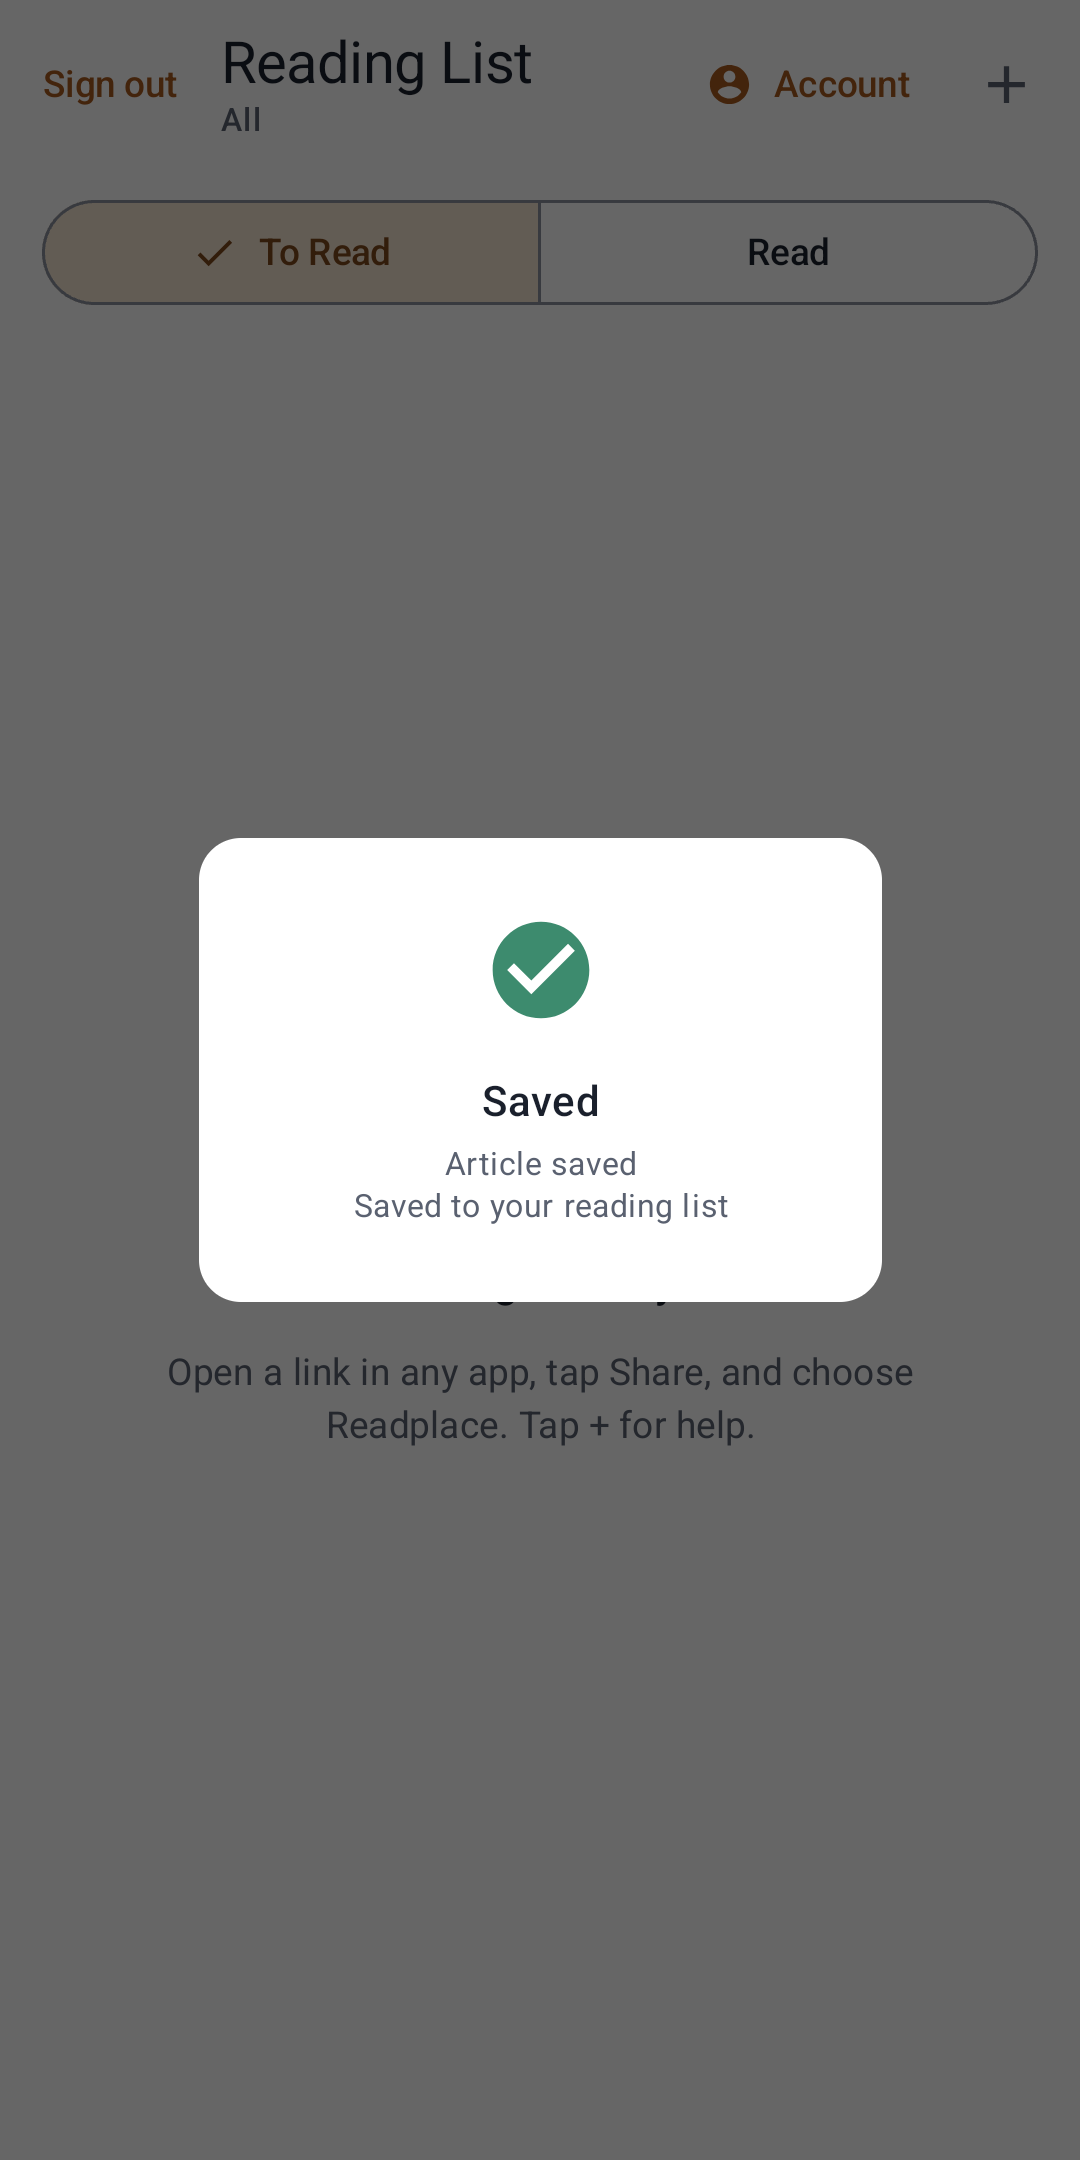 Sign out
Reading List
All
Account
To Read
Read
Saved
Article saved
Saved to your reading list
Open a link in any app, tap Share, and choose
Readplace. Tap + for help.